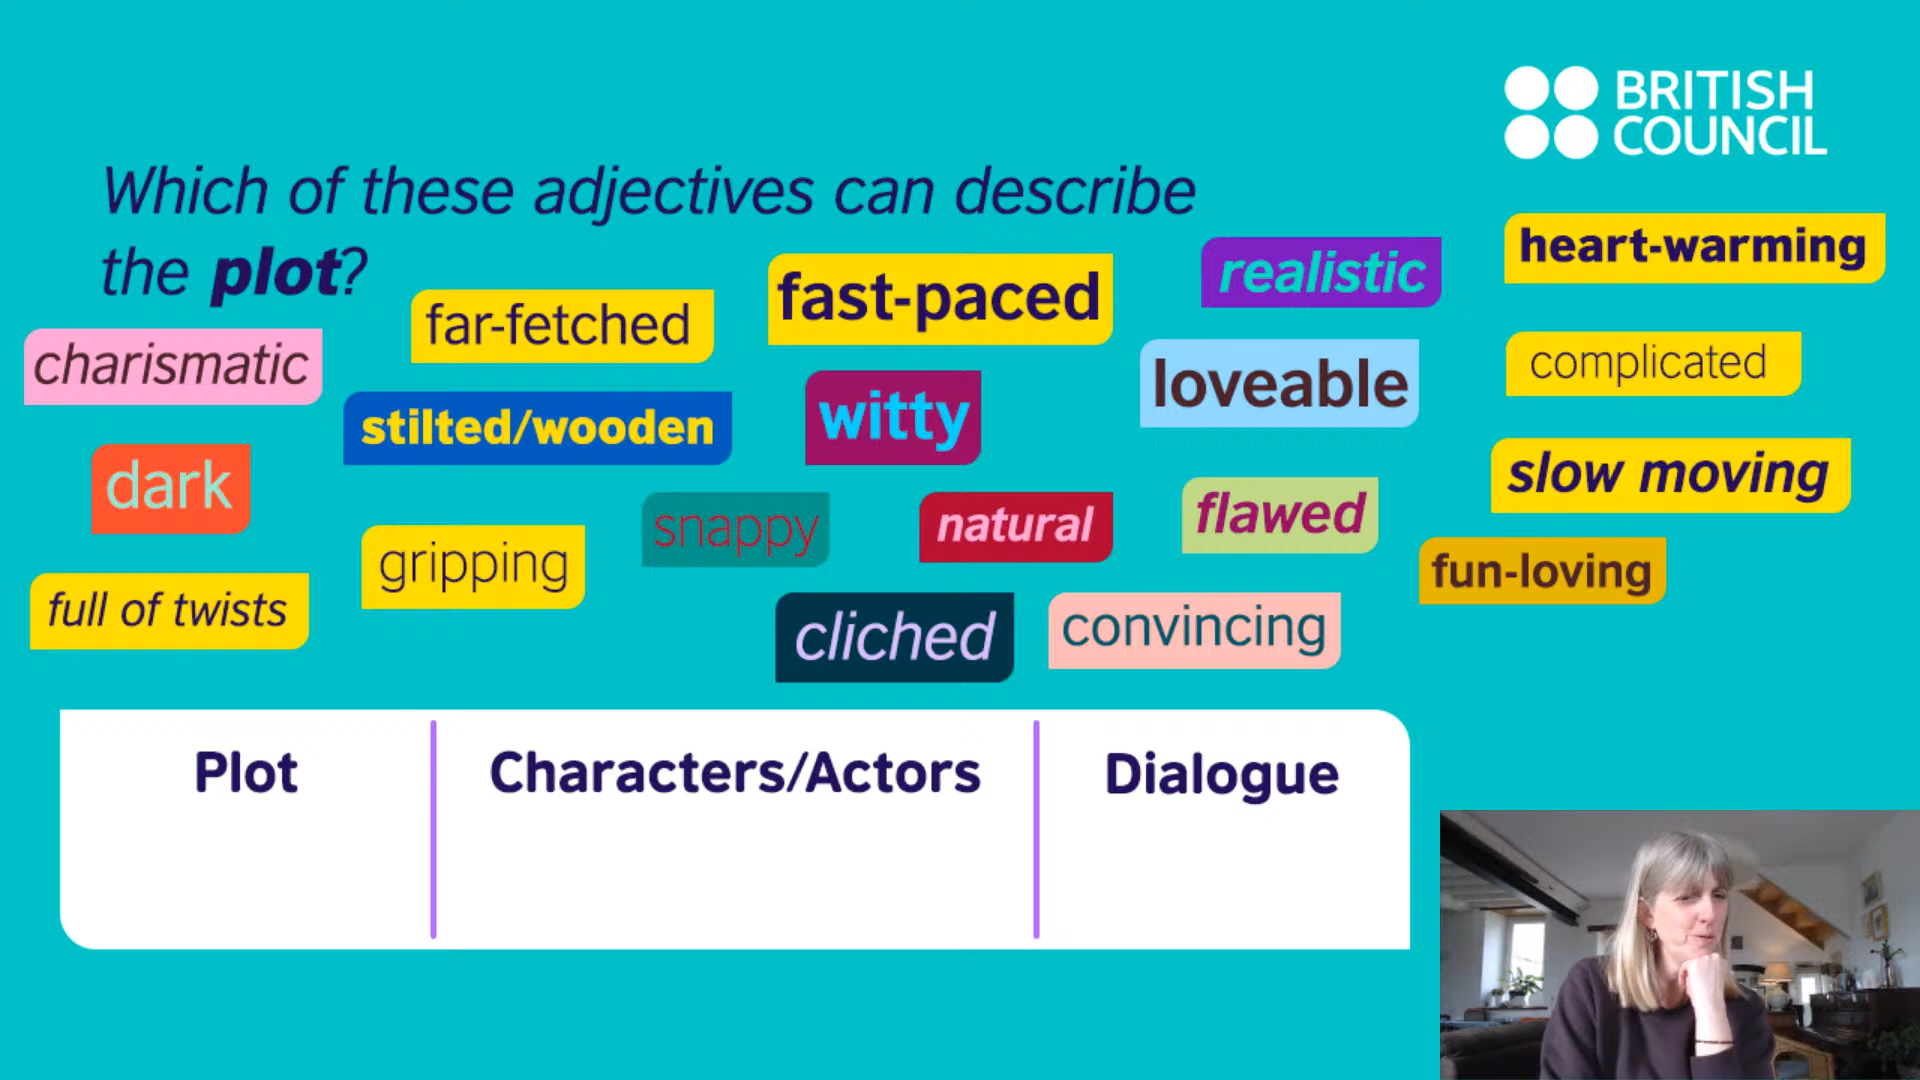 BRITISH
COUNCIL
Which of these adjectives can describe
the plot?
heart-warming
realistic
fast-paced
far-fetched
charismatic
complicated
loveable
witty
stilted/wooden
dark
slow moving
flawed
natural
snappy
gripping
fun-loving
full of twists
cliched
convincing
Plot
Characters/Actors
Dialogue